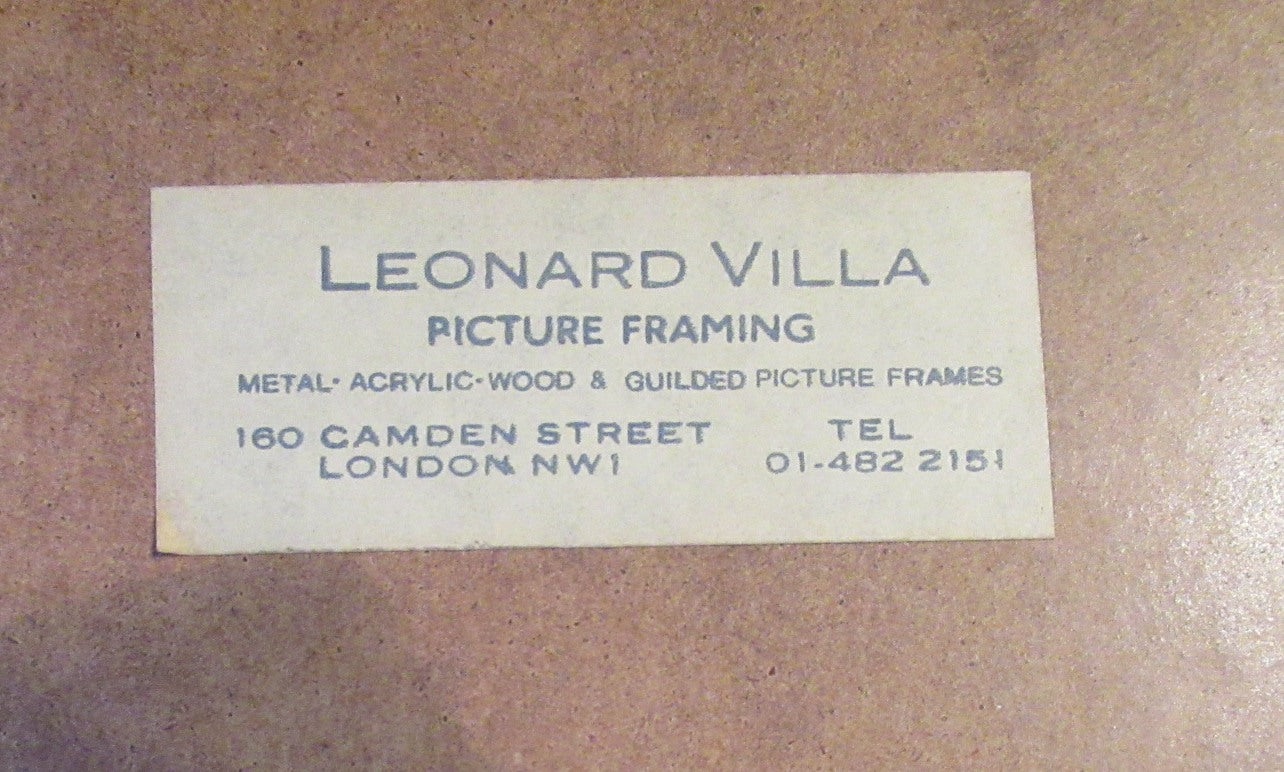 LEONARD VILLA
PICTURE FRAMING
METAL· ACRYLIC·WOOD & GUILDED PICTURE FRAMES
160 CAMDEN STREET TEL
LONDON NW1 01-482 2151